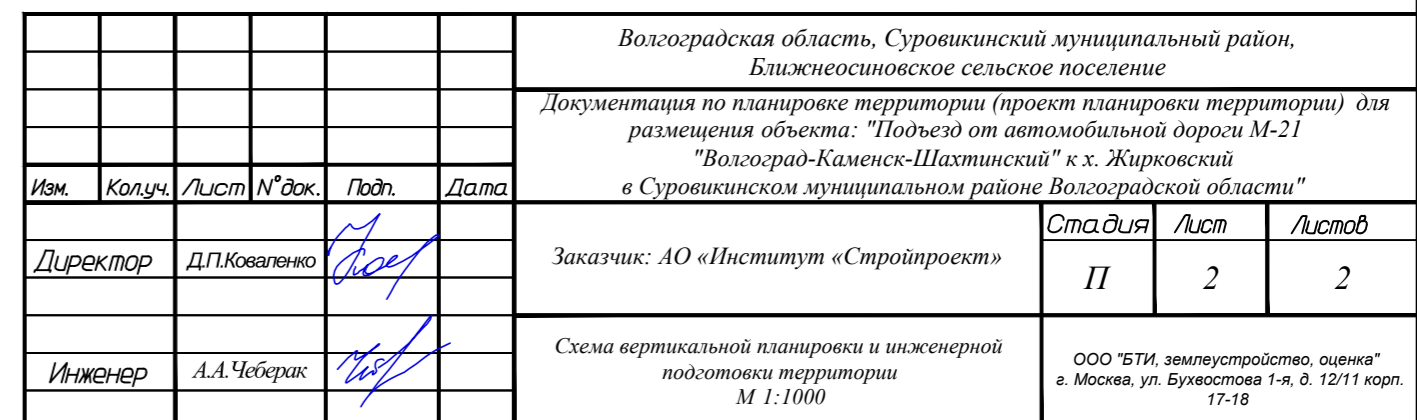 Волгоградская область, Суровикинский муниципальный район,
Ближнеосиновское сельское поселение
Документация по планировке территории (проект планировки территории) для
размещения объекта: "Подъезд от автомобильной дороги М-21
"Волгоград-Каменск-Шахтинский" к х. Жирковский
в Суровикинском муниципальном районе Волгоградской области"
Изм. Кол.уч. Лист N°док. Подп. Дата
Стадия Лист Листов
Директор Д.П.Коваленко
Заказчик: АО «Институт «Стройпроект»
П 2 2
Инженер А.А.Чеберак
Схема вертикальной планировки и инженерной
подготовки территории
М 1:1000
ООО "БТИ, землеустройство, оценка"
г. Москва, ул. Бухвостова 1-я, д. 12/11 корп.
17-18